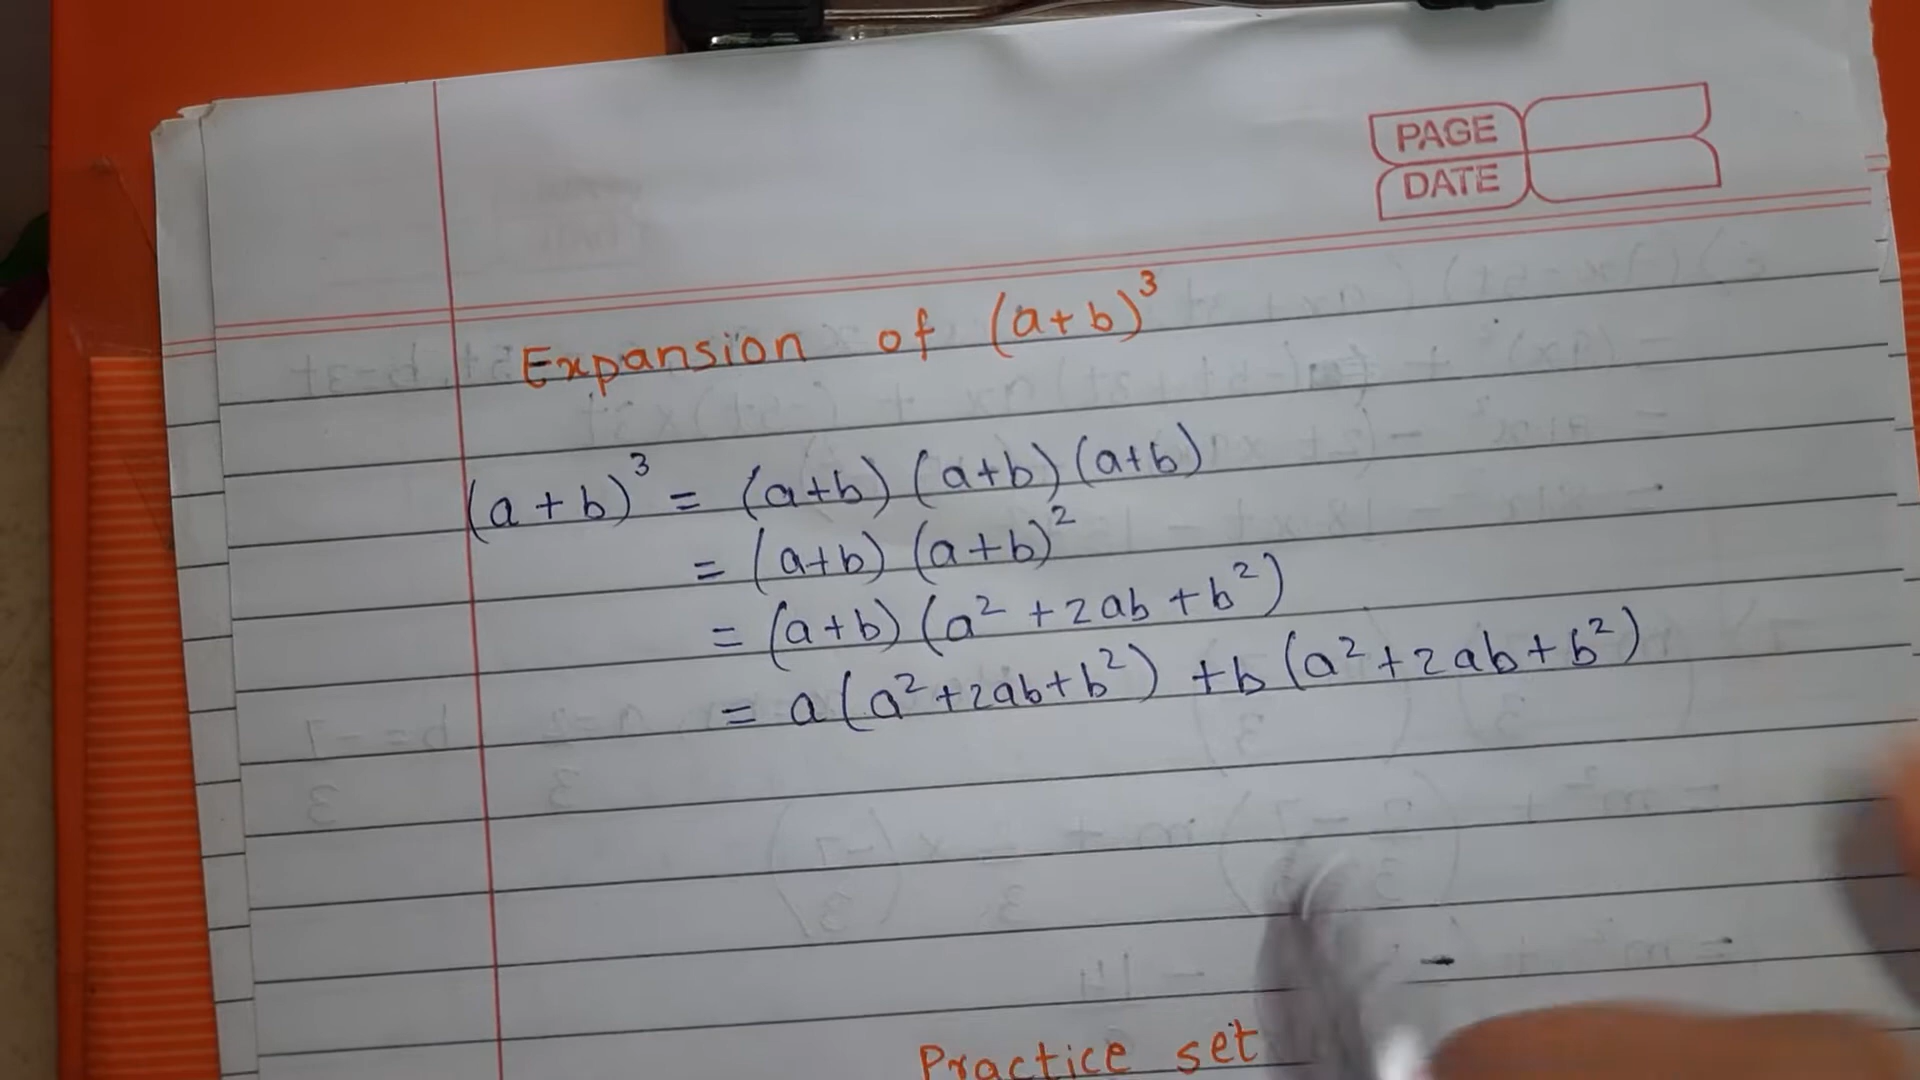 PAGE
DATE
Expansion of (a+b)³
(a+b)³ = (a+b) (a+b) (a+b)
= (a+b) (a+b)²
= (a+b) (a² + 2ab + b²)
= a(a²+2ab+b²) +b (a²+2ab+b²)
Practice set